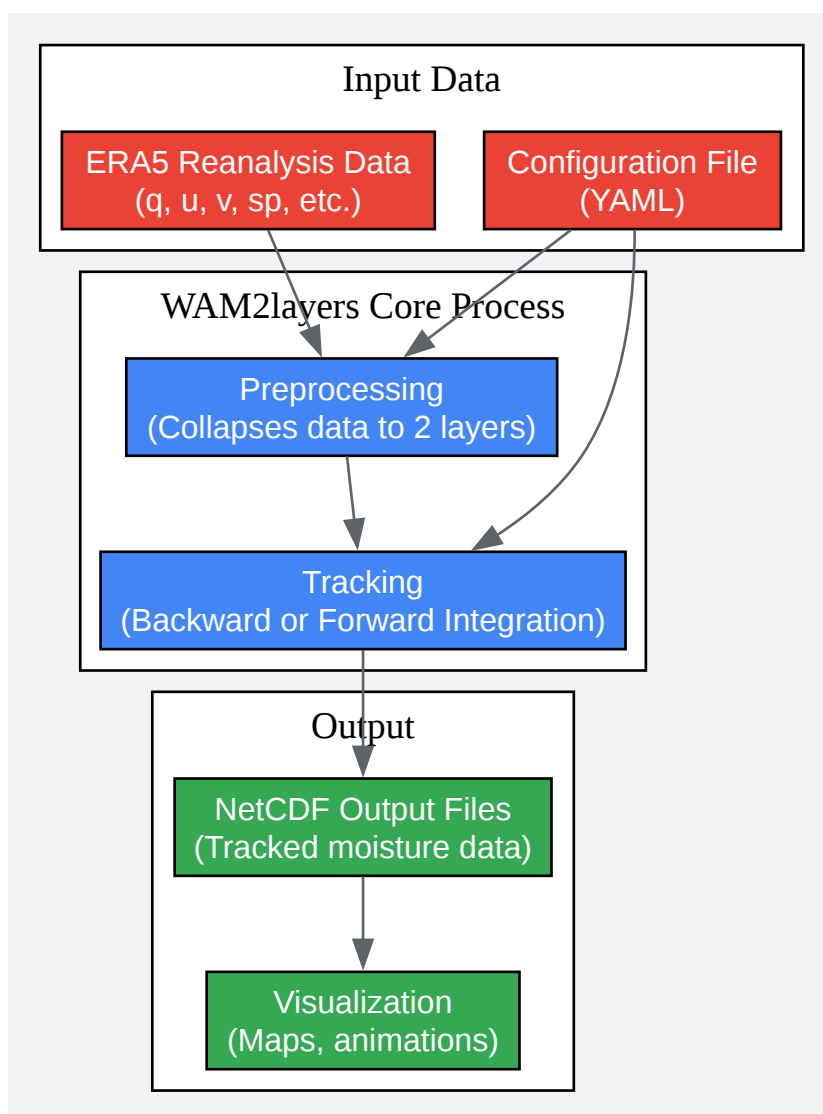 Input Data
ERA5 Reanalysis Data
(q, u, v, sp, etc.)
Configuration File
(YAML)
WAM2layers Core Process
Preprocessing
(Collapses data to 2 layers)
Tracking
(Backward or Forward Integration)
Output
NetCDF Output Files
(Tracked moisture data)
Visualization
(Maps, animations)